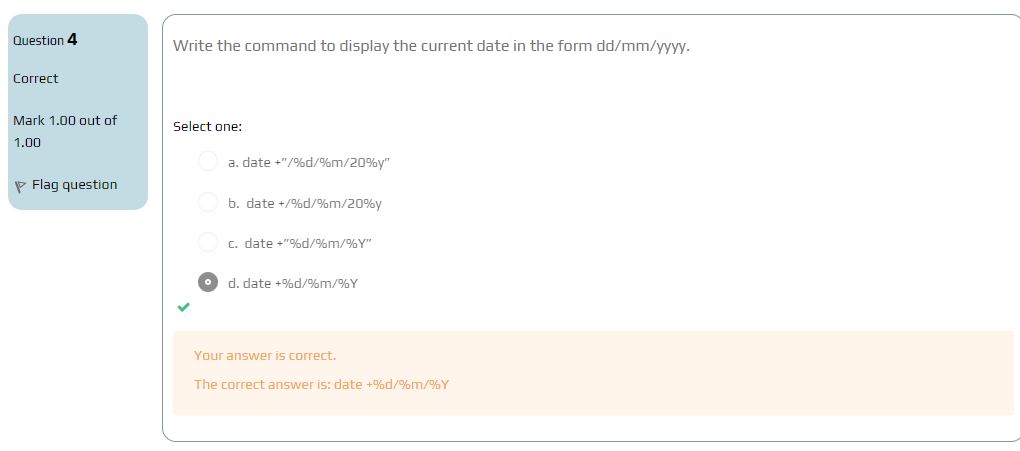 Question 4
Correct
Mark 1.00 out of
1.00
Flag question
Write the command to display the current date in the form dd/mm/yyyy.
Select one:
a. date +”/%d/%m/20%y”
b. date +/%d/%m/20%y
c. date +”%d/%m/%Y”
d. date +%d/%m/%Y
Your answer is correct.
The correct answer is: date +%d/%m/%Y